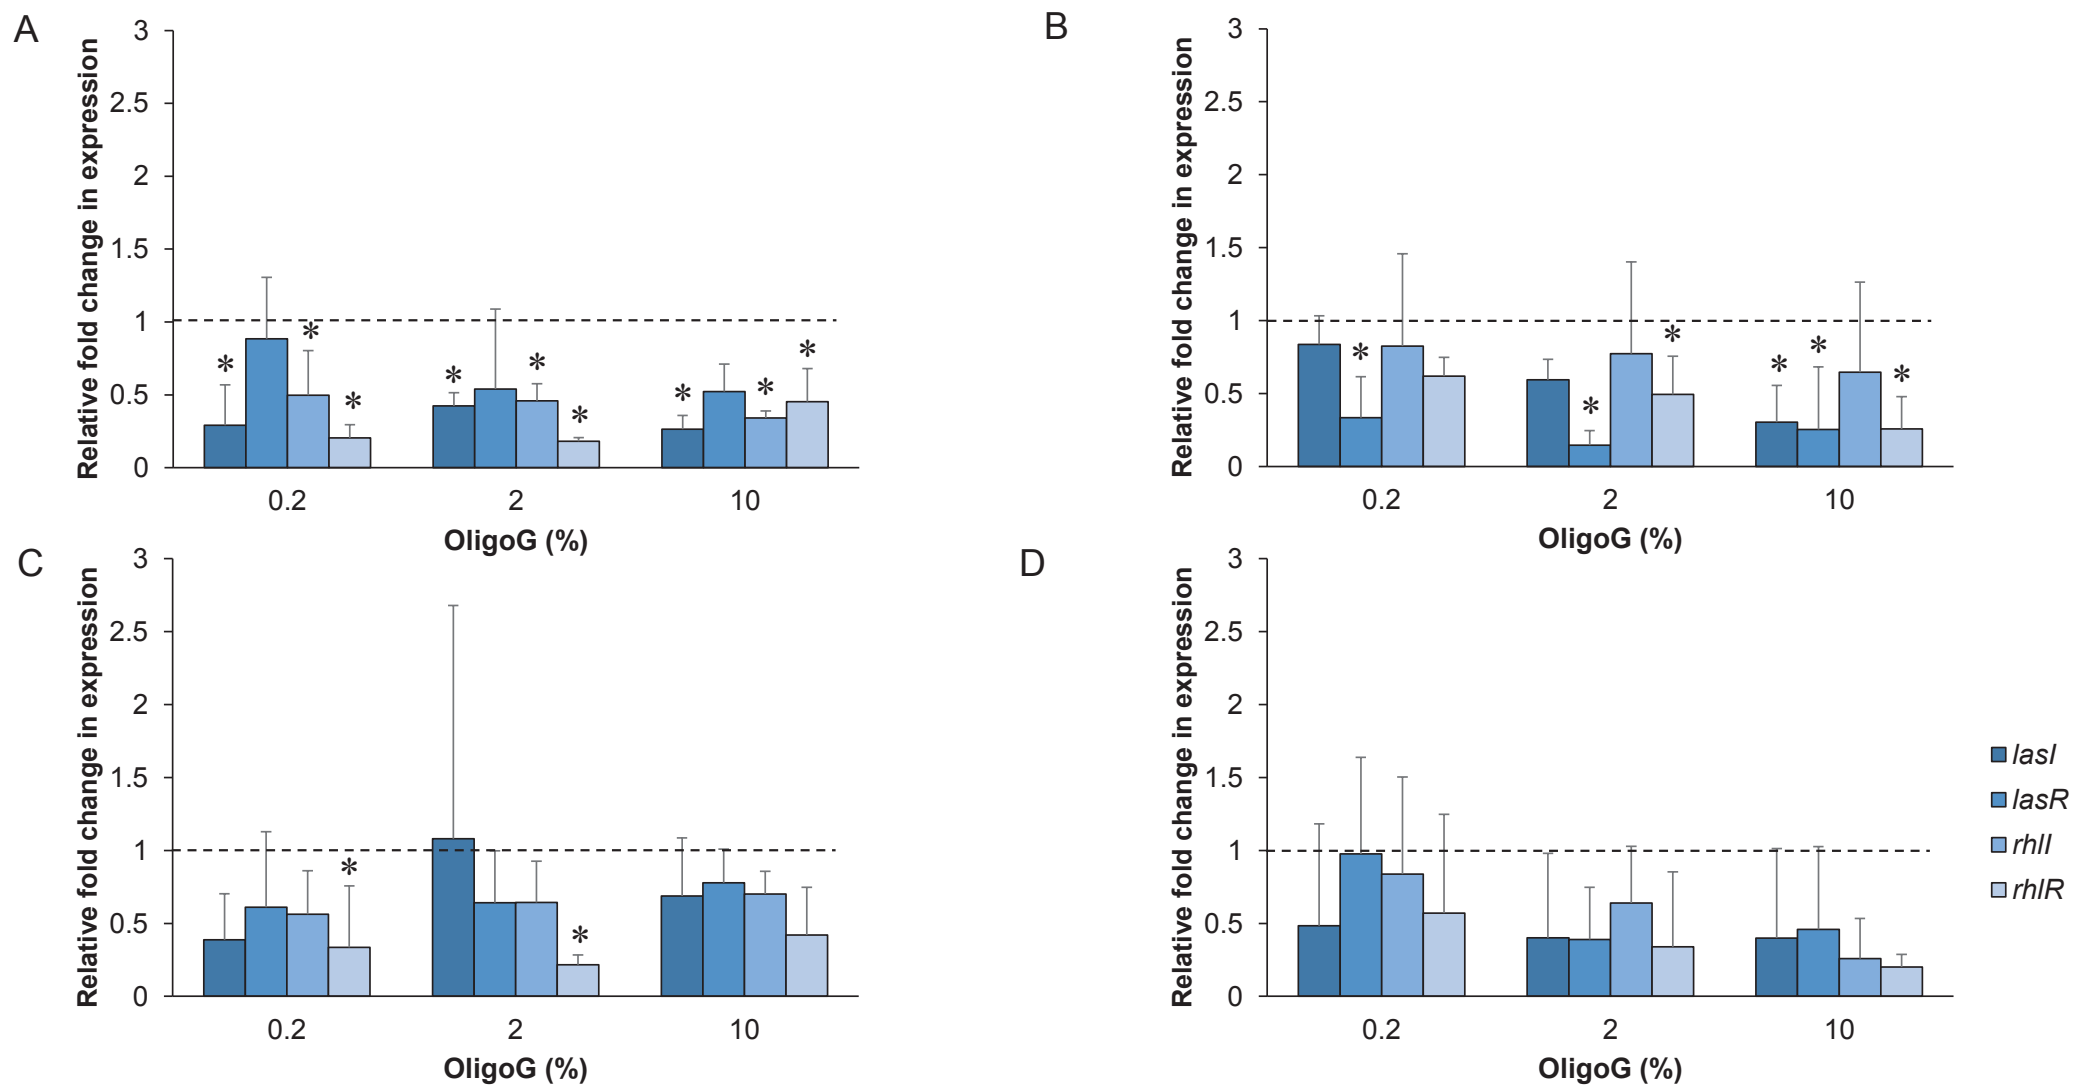 A
Relative fold change in expression
3
2.5
2
1.5
1
0.5
0
* * * * * * * * *
0.2 2 10
OligoG (%)
B
Relative fold change in expression
3
2.5
2
1.5
1
0.5
0
* * * * * *
0.2 2 10
OligoG (%)
C
Relative fold change in expression
3
2.5
2
1.5
1
0.5
0
* *
0.2 2 10
OligoG (%)
D
Relative fold change in expression
3
2.5
2
1.5
1
0.5
0
0.2 2 10
OligoG (%)
lasI
lasR
rhlI
rhlR